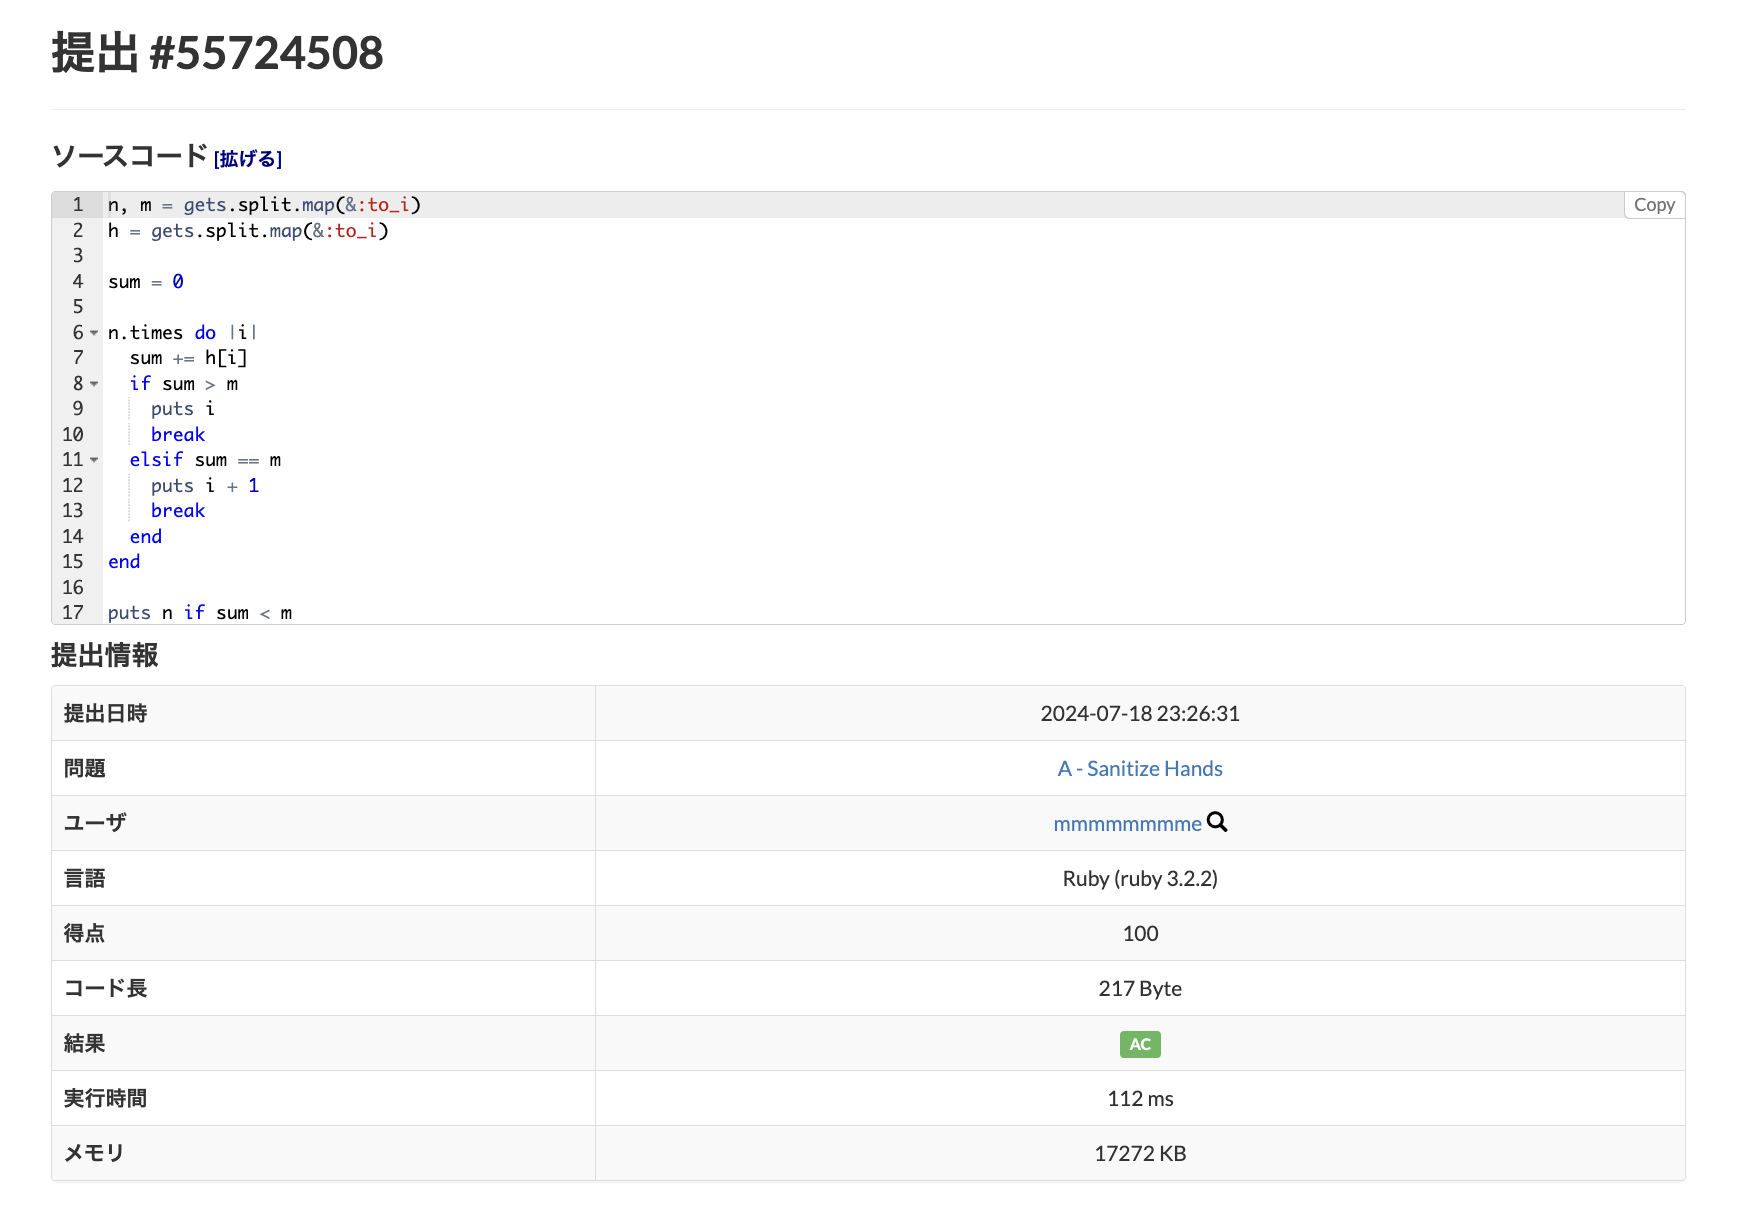 提出 #55724508
ソースコード [拡げる]
Copy
1 n, m = gets.split.map(&:to_i)
2 h = gets.split.map(&:to_i)
3
4 sum = 0
5
6 n.times do |i|
7   sum += h[i]
8   if sum > m
9     puts i
10     break
11   elsif sum == m
12     puts i + 1
13     break
14   end
15 end
16
17 puts n if sum < m
提出情報
提出日時 2024-07-18 23:26:31
問題 A - Sanitize Hands
ユーザ mmmmmmmme
言語 Ruby (ruby 3.2.2)
得点 100
コード長 217 Byte
結果 AC
実行時間 112 ms
メモリ 17272 KB